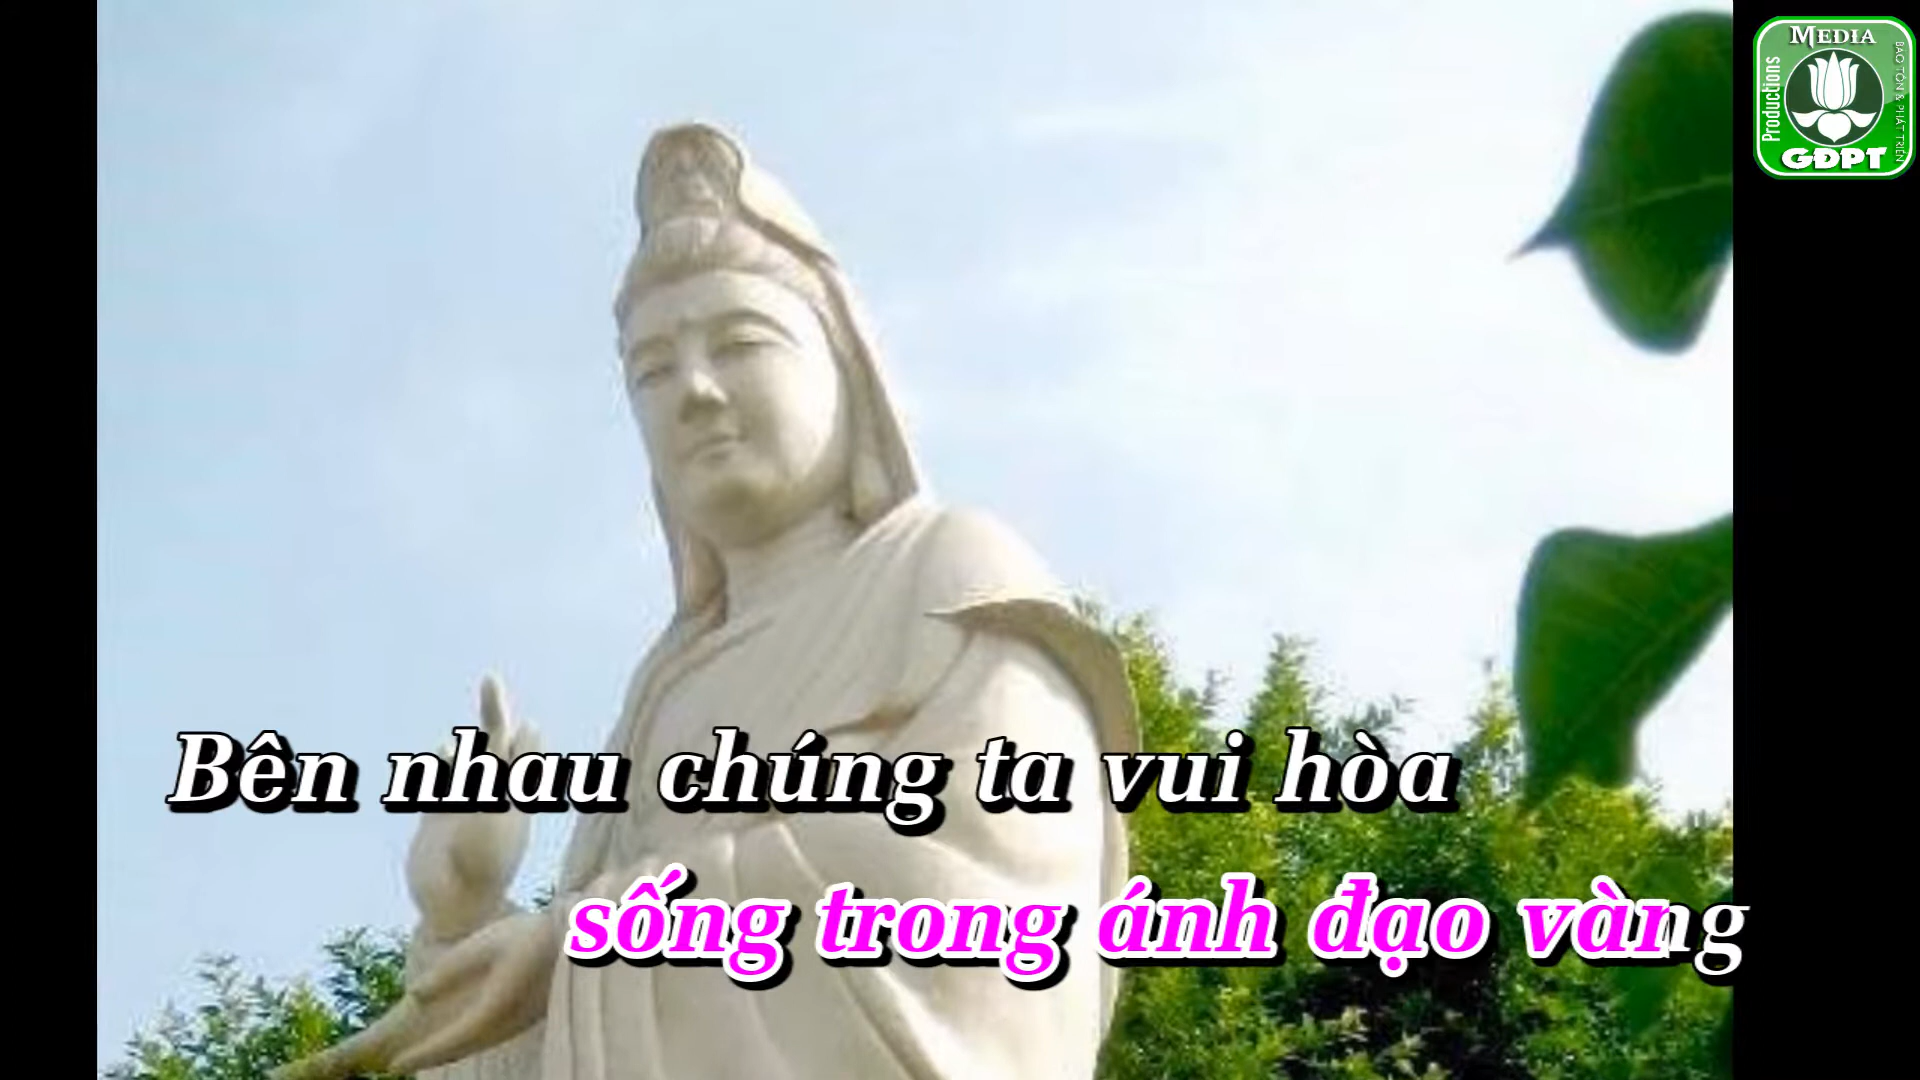 MEDIA
Productions
BẢO TỒN & PHÁT TRIỂN
GĐPT
Bên nhau chúng ta vui hòa
sống trong ánh đạo vàng